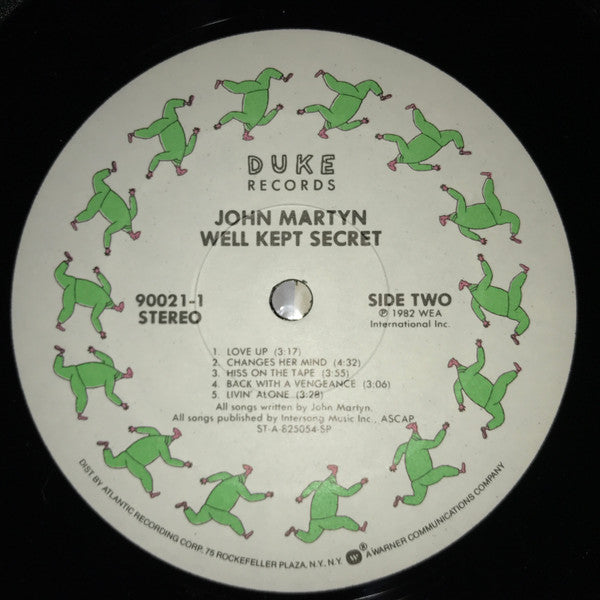 DUKE
RECORDS
JOHN MARTYN
WELL KEPT SECRET
90021-1
STEREO
SIDE TWO
℗ 1982 WEA
International Inc.
1. LOVE UP (3:17)
2. CHANGES HER MIND (4:32)
3. HISS ON THE TAPE (3:55)
4. BACK WITH A VENGEANCE (3:06)
5. LIVIN' ALONE (3:28)
All songs written by John Martyn.
All songs published by Intersong Music Inc., ASCAP
ST-A-825054-SP
DIST BY ATLANTIC RECORDING CORP. 75 ROCKEFELLER PLAZA, N.Y., N.Y. W ® A WARNER COMMUNICATIONS COMPANY